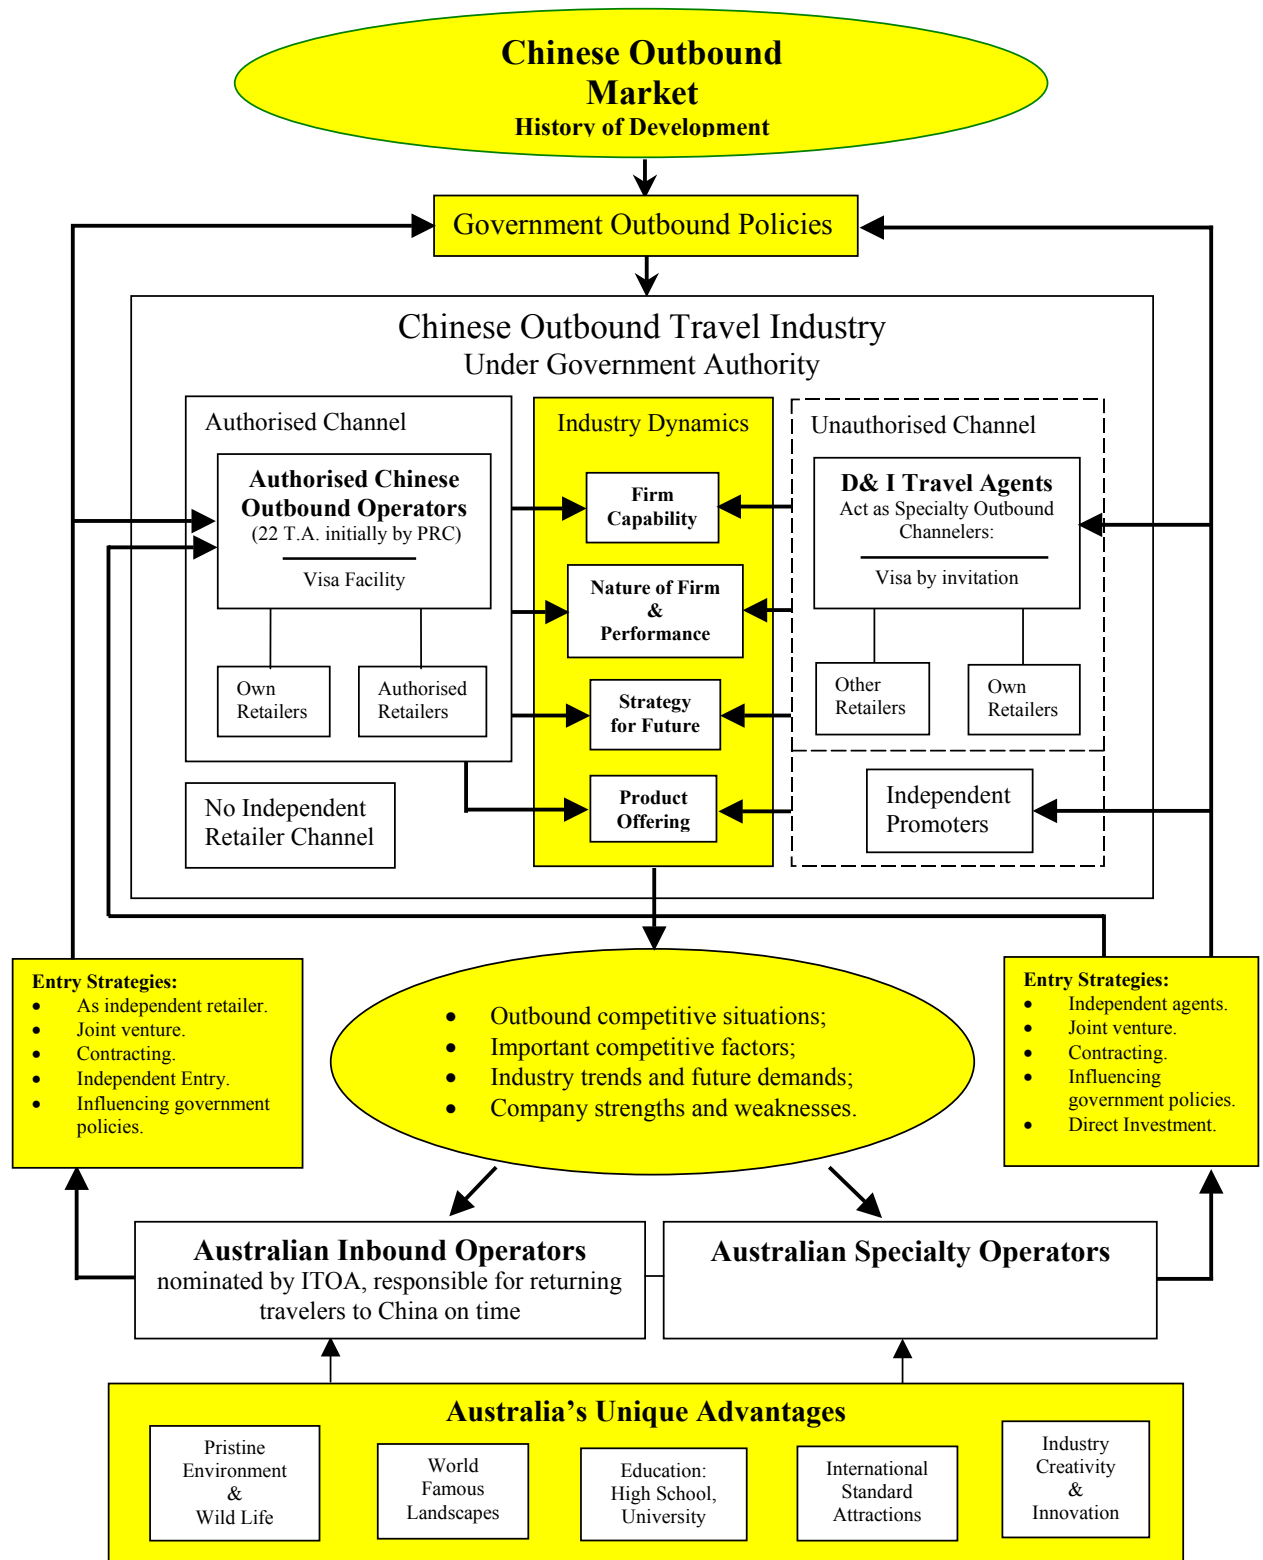 Chinese Outbound
Market
History of Development
Government Outbound Policies
Chinese Outbound Travel Industry
Under Government Authority
Authorised Channel
Authorised Chinese
Outbound Operators
(22 T.A. initially by PRC)
Visa Facility
Own
Retailers
Authorised
Retailers
No Independent
Retailer Channel
Industry Dynamics
Firm
Capability
Nature of Firm
&
Performance
Strategy
for Future
Product
Offering
Unauthorised Channel
D& I Travel Agents
Act as Specialty Outbound
Channelers:
Visa by invitation
Other
Retailers
Own
Retailers
Independent
Promoters
Entry Strategies:
• As independent retailer.
• Joint venture.
• Contracting.
• Independent Entry.
• Influencing government
policies.
• Outbound competitive situations;
• Important competitive factors;
• Industry trends and future demands;
• Company strengths and weaknesses.
Entry Strategies:
• Independent agents.
• Joint venture.
• Contracting.
• Influencing
government policies.
• Direct Investment.
Australian Inbound Operators
nominated by ITOA, responsible for returning
travelers to China on time
Australian Specialty Operators
Australia’s Unique Advantages
Pristine
Environment
&
Wild Life
World
Famous
Landscapes
Education:
High School,
University
International
Standard
Attractions
Industry
Creativity
&
Innovation